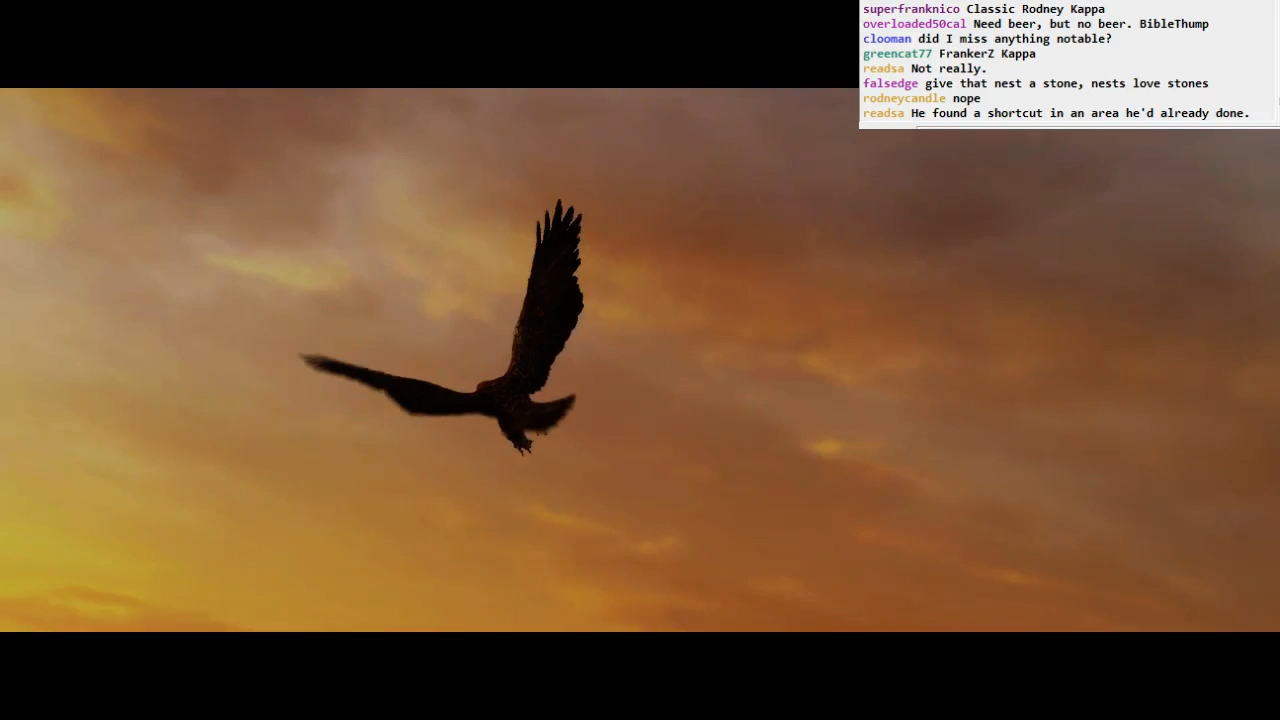 superfranknico Classic Rodney Kappa
overloaded50cal Need beer, but no beer. BibleThump
clooman did I miss anything notable?
greencat77 FrankerZ Kappa
readsa Not really.
falsedge give that nest a stone, nests love stones
rodneycandle nope
readsa He found a shortcut in an area he'd already done.